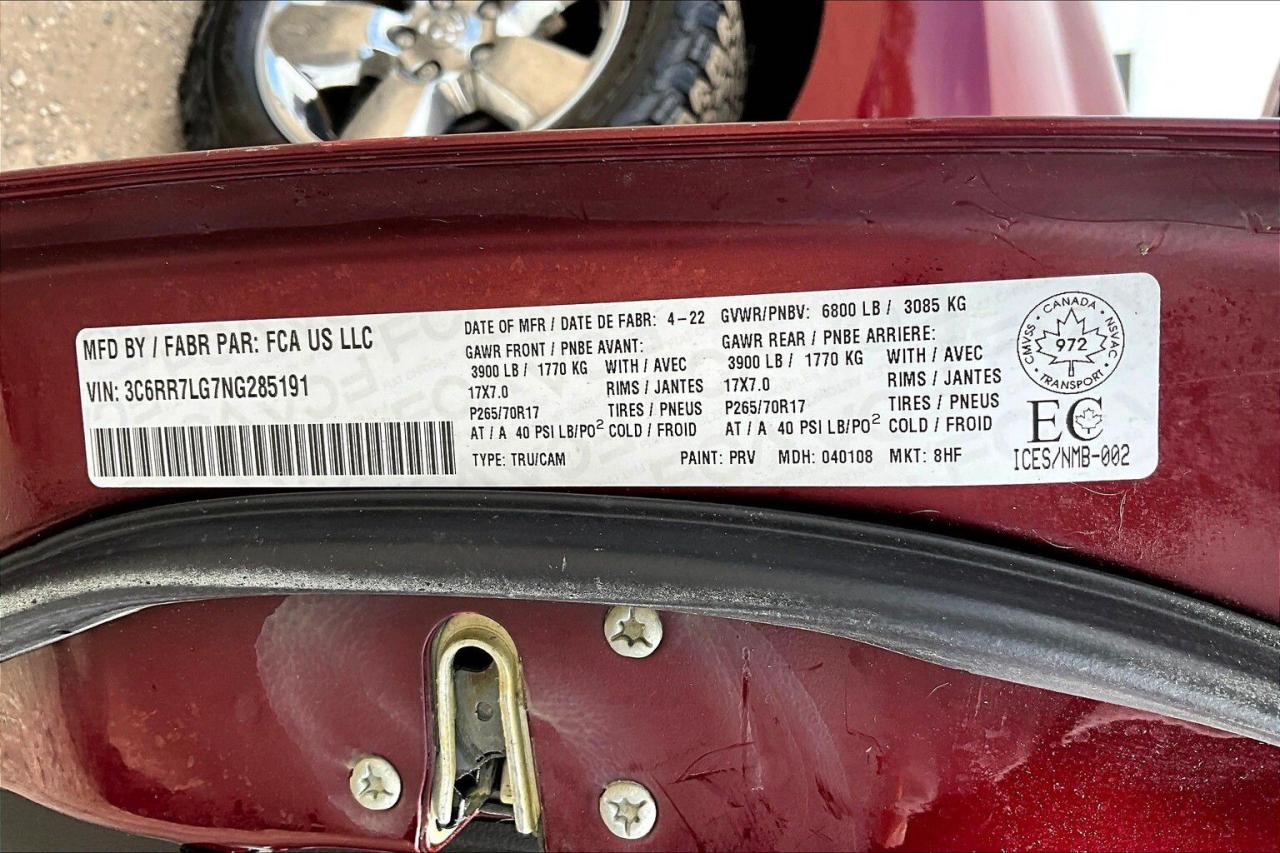 MFD BY / FABR PAR: FCA US LLC
VIN: 3C6RR7LG7NG285191
DATE OF MFR / DATE DE FABR: 4-22
GVWR/PNBV: 6800 LB / 3085 KG
GAWR FRONT / PNBE AVANT:
3900 LB / 1770 KG WITH / AVEC
17X7.0 RIMS / JANTES
P265/70R17 TIRES / PNEUS
AT / A 40 PSI LB/PO² COLD / FROID
GAWR REAR / PNBE ARRIERE:
3900 LB / 1770 KG WITH / AVEC
17X7.0 RIMS / JANTES
P265/70R17 TIRES / PNEUS
AT / A 40 PSI LB/PO² COLD / FROID
TYPE: TRU/CAM PAINT: PRV MDH: 040108 MKT: 8HF
CANADA
CMVSS · NSVAC
972
TRANSPORT
EC
ICES/NMB-002